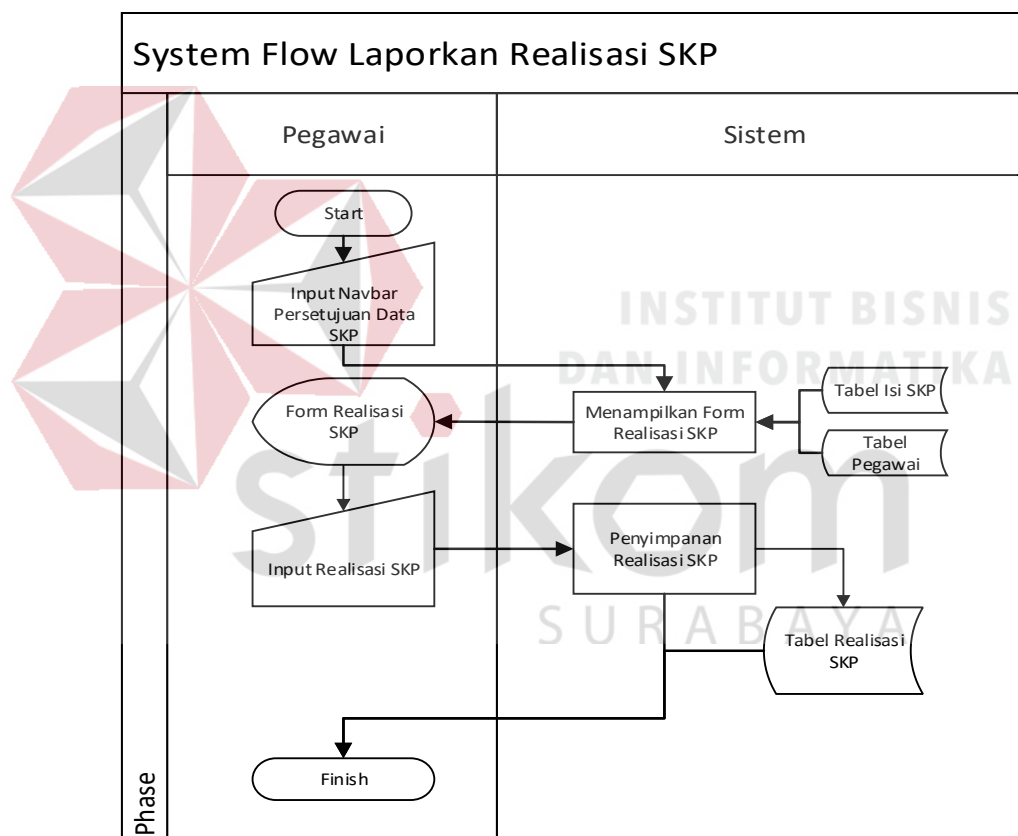 System Flow Laporkan Realisasi SKP
Pegawai
Sistem
Start
Input Navbar
Persetujuan Data
SKP
Form Realisasi
SKP
Menampilkan Form
Realisasi SKP
Tabel Isi SKP
Tabel
Pegawai
Input Realisasi SKP
Penyimpanan
Realisasi SKP
Tabel Realisasi
SKP
Finish
Phase
INSTITUT BISNIS
DAN INFORMATIKA
stikom
SURABAYA